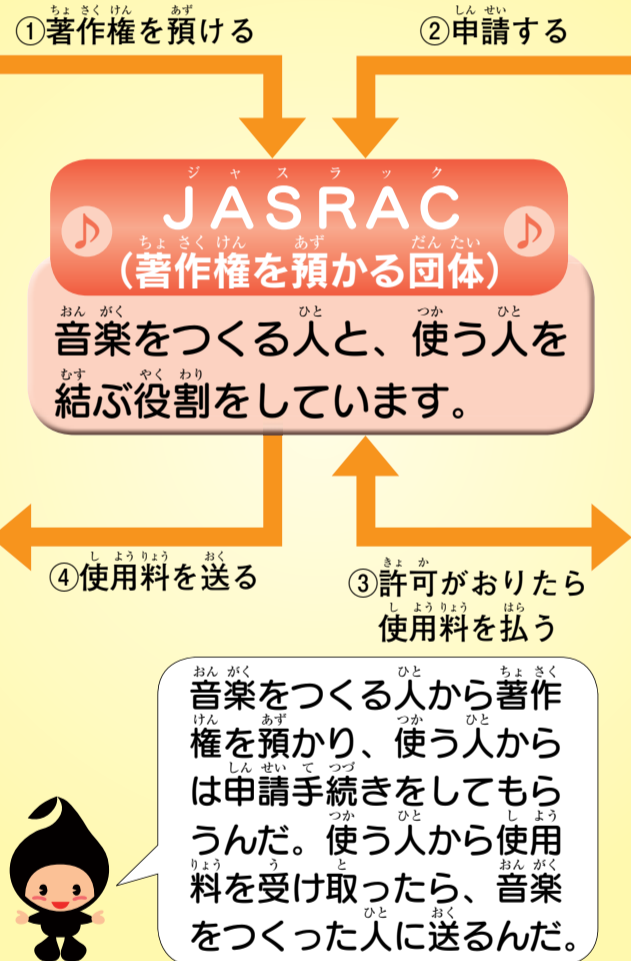 ①著作権を預ける
②申請する
JASRAC
(著作権を預かる団体)
音楽をつくる人と、使う人を
結ぶ役割をしています。
④使用料を送る
③許可がおりたら
使用料を払う
音楽をつくる人から著作
権を預かり、使う人から
は申請手続きをしてもら
うんだ。使う人から使用
料を受け取ったら、音楽
をつくった人に送るんだ。